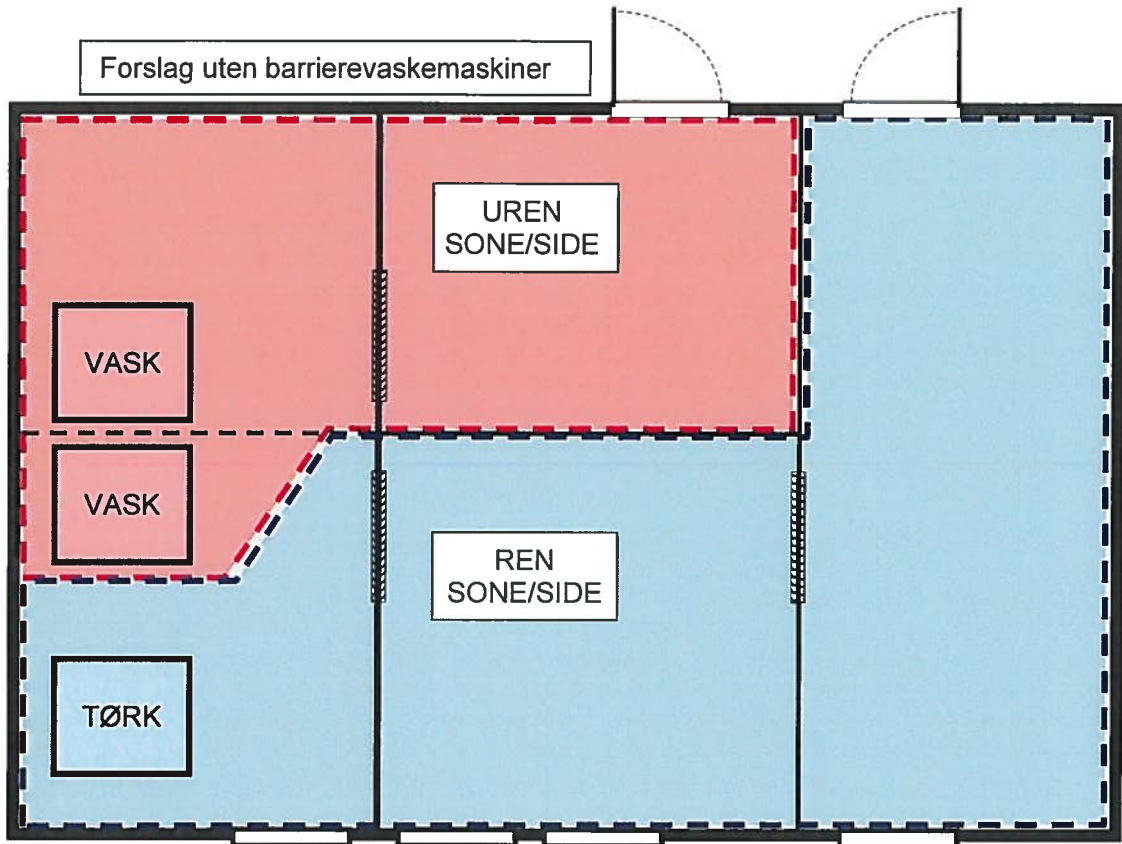 Forslag uten barrierevaskemaskiner
UREN
SONE/SIDE
VASK
VASK
REN
SONE/SIDE
TØRK